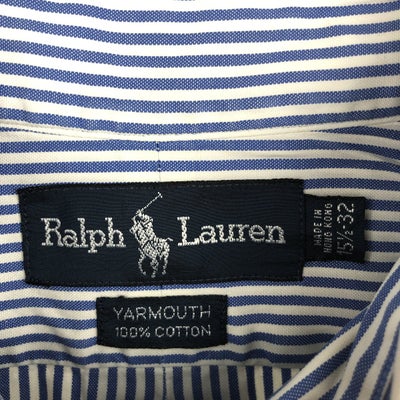 Ralph Lauren
MADE IN
HONG KONG
15½-32
YARMOUTH
100% COTTON